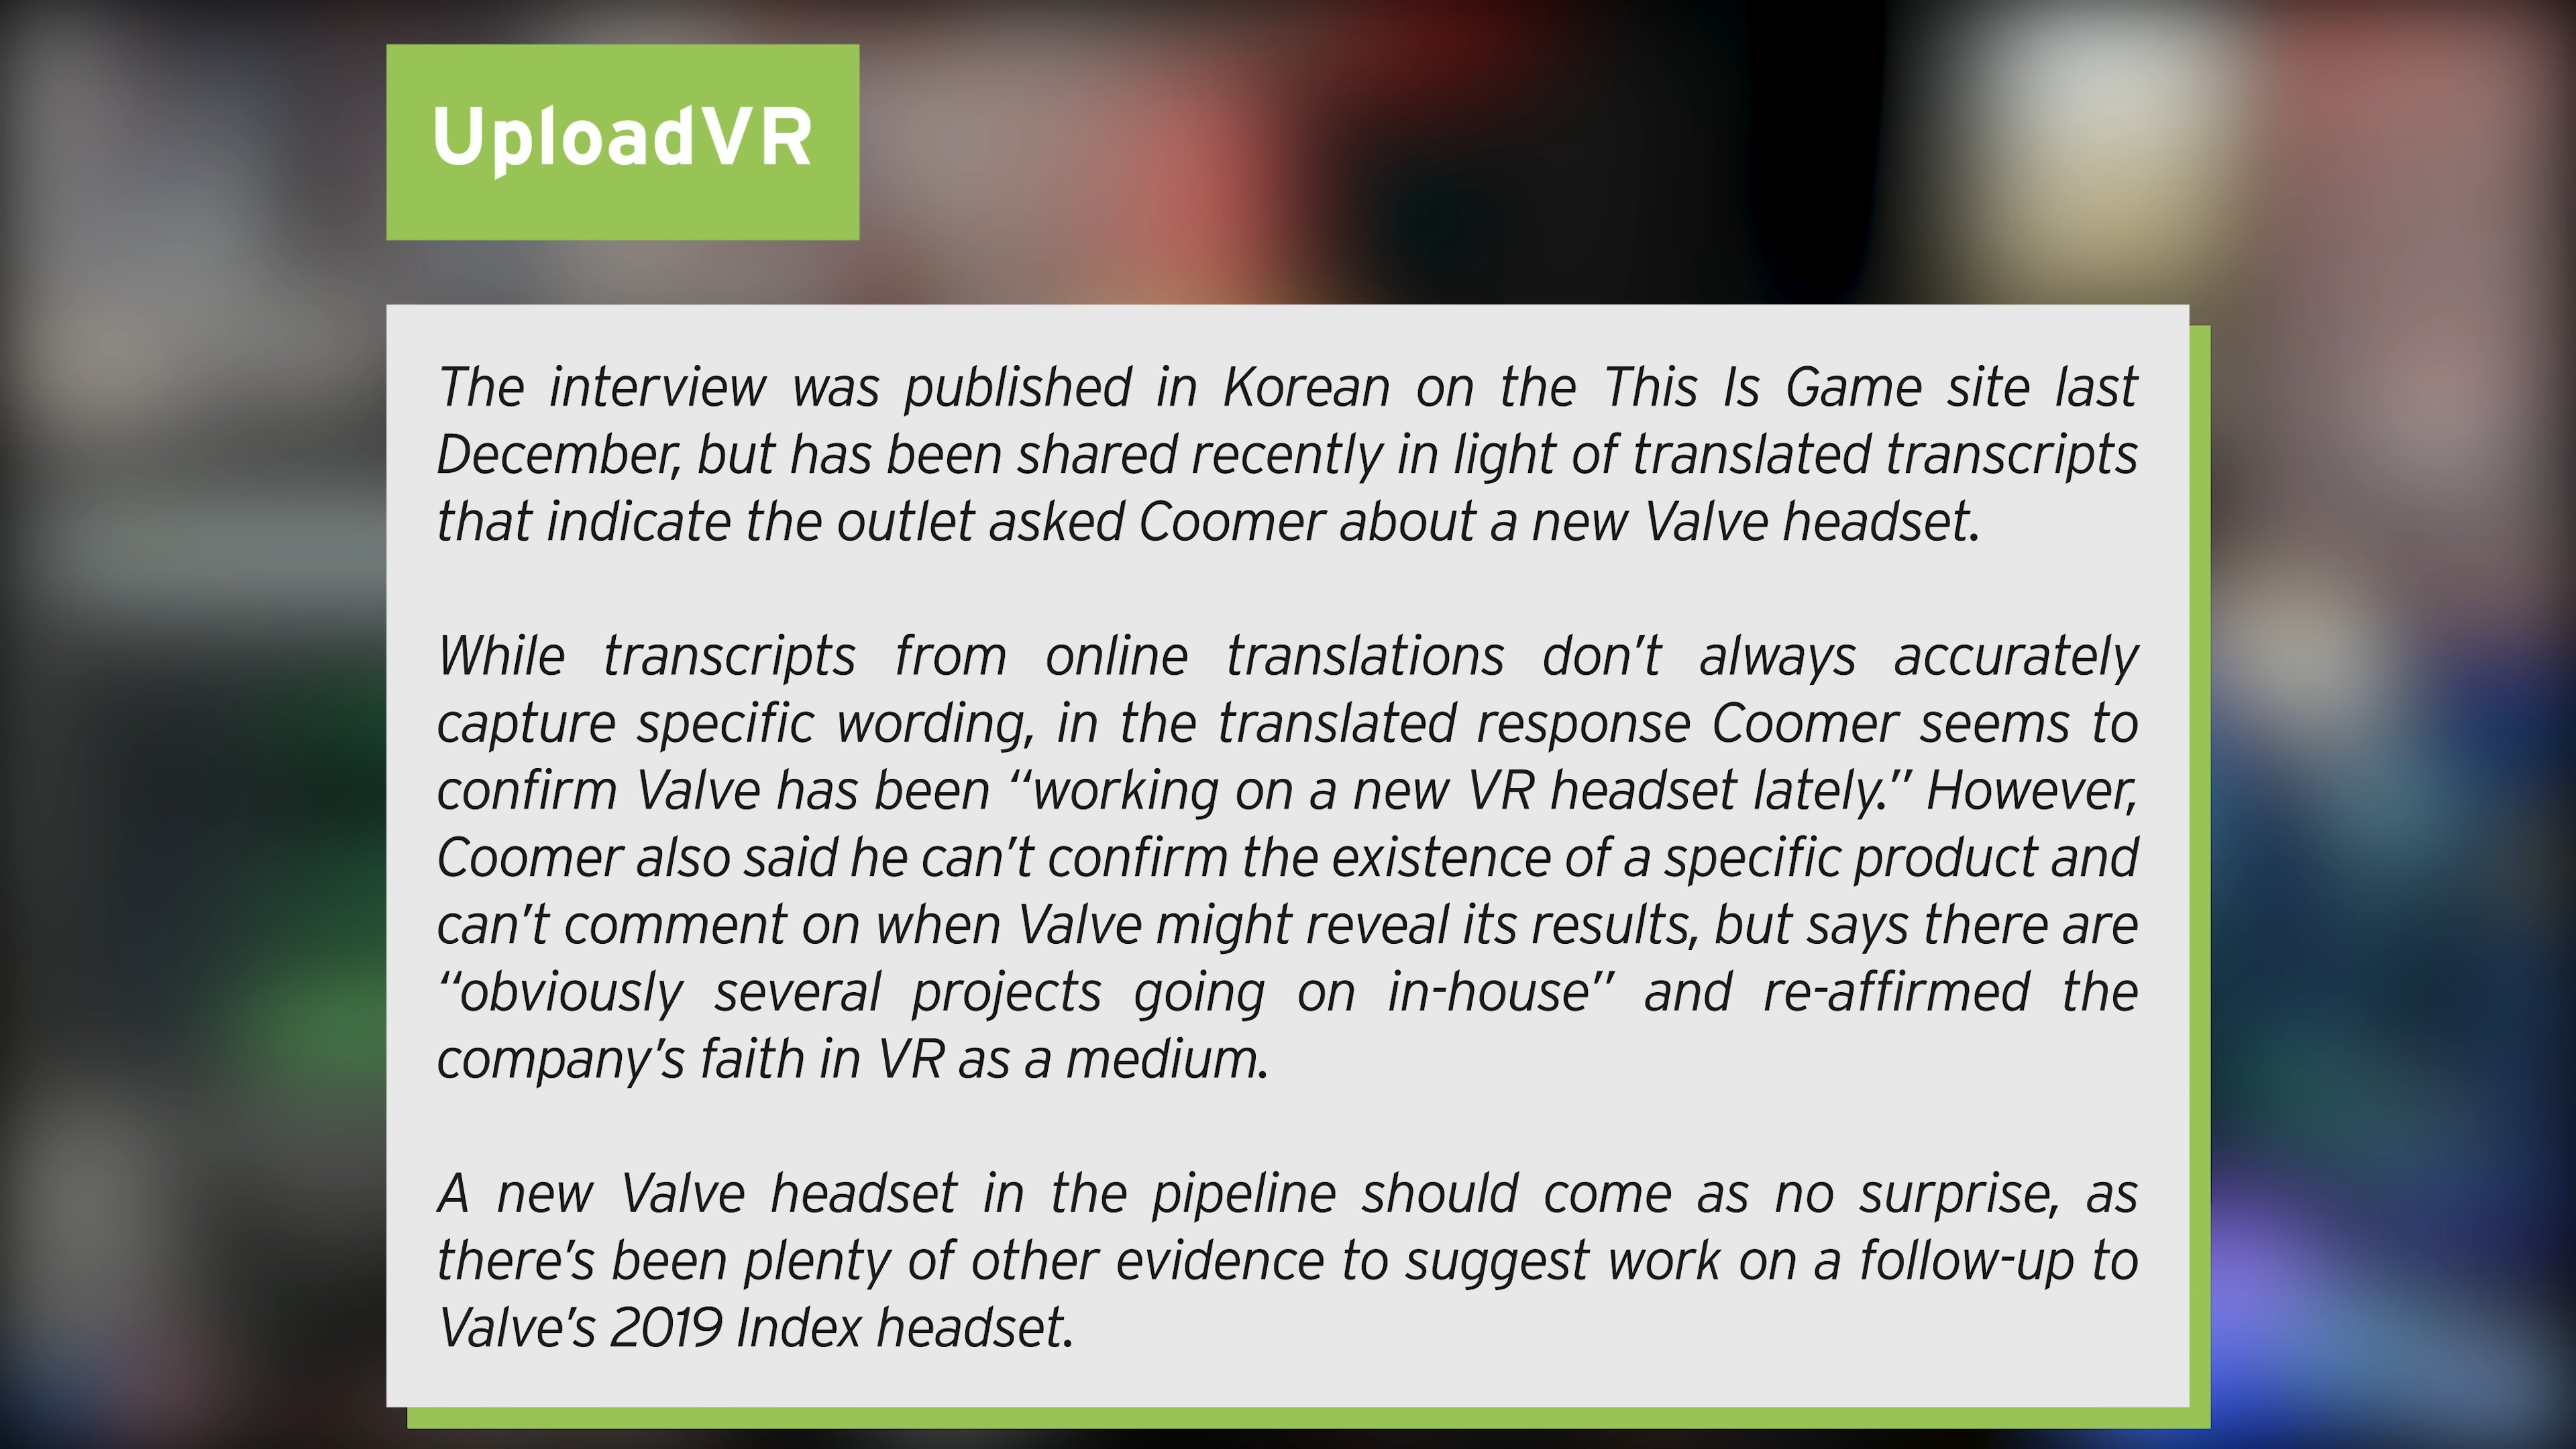 UploadVR
The interview was published in Korean on the This Is Game site last
December, but has been shared recently in light of translated transcripts
that indicate the outlet asked Coomer about a new Valve headset.
While transcripts from online translations don’t always accurately
capture specific wording, in the translated response Coomer seems to
confirm Valve has been “working on a new VR headset lately.” However,
Coomer also said he can’t confirm the existence of a specific product and
can’t comment on when Valve might reveal its results, but says there are
“obviously several projects going on in-house” and re-affirmed the
company’s faith in VR as a medium.
A new Valve headset in the pipeline should come as no surprise, as
there’s been plenty of other evidence to suggest work on a follow-up to
Valve’s 2019 Index headset.